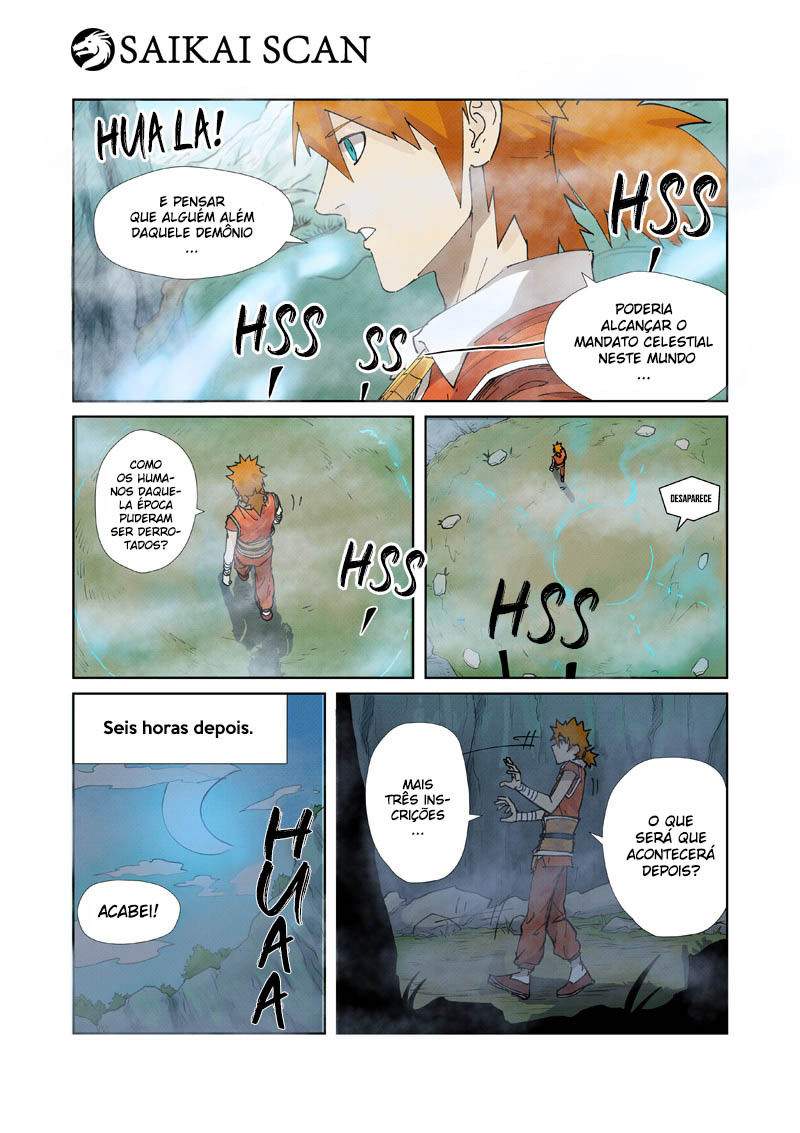 SAIKAI SCAN
HUA LA!
E PENSAR
QUE ALGUÉM ALÉM
DAQUELE DEMÔNIO
...
HSS
HSS
SS
PODERIA
ALCANÇAR O
MANDATO CELESTIAL
NESTE MUNDO
...
COMO
OS HUMA-
NOS DAQUE-
LA ÉPOCA
PUDERAM
SER DERRO-
TADOS?
HSS
DESAPARECE
HSS
Seis horas depois.
HUAA
ACABEI!
MAIS
TRÊS INS-
CRIÇÕES
...
O QUE
SERÁ QUE
ACONTECERÁ
DEPOIS?